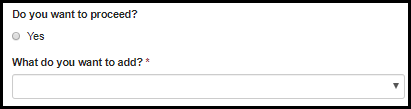 Do you want to proceed?
Yes
What do you want to add? *